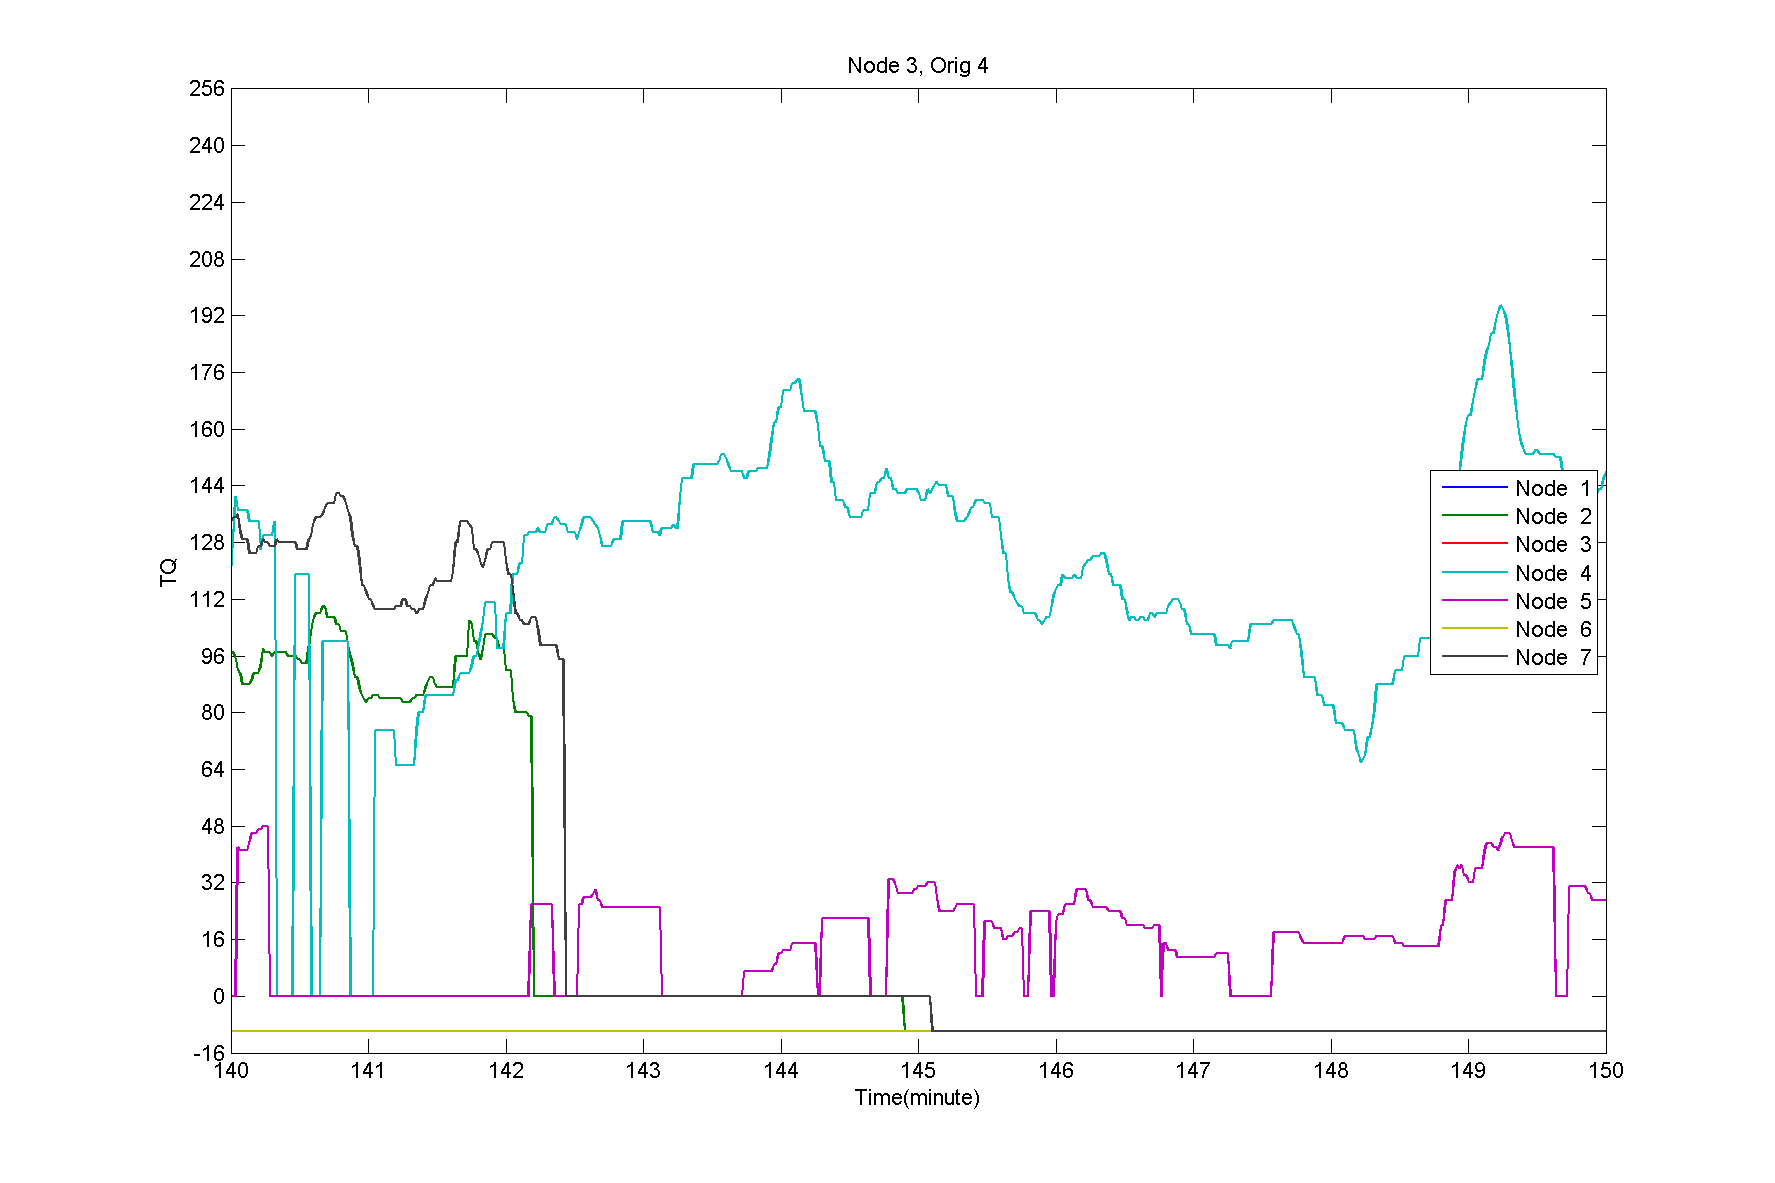 Node 3, Orig 4
256
240
224
208
192
176
160
144
128
112
96
80
64
48
32
16
0
-16
TQ
Node 1
Node 2
Node 3
Node 4
Node 5
Node 6
Node 7
140 141 142 143 144 145 146 147 148 149 150
Time(minute)